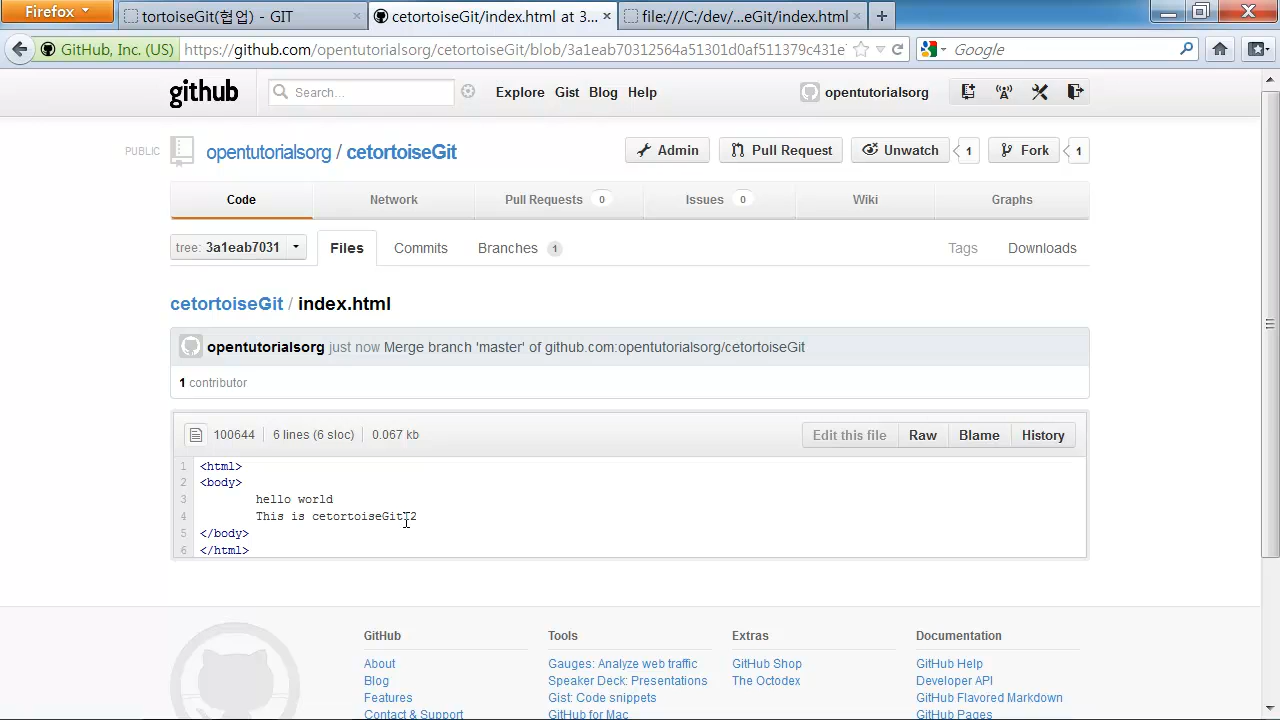 Firefox
tortoiseGit(협업) - GIT
cetortoiseGit/index.html at 3...
file:///C:/dev/ ...eGit/index.html
GitHub, Inc. (US)
https://github.com/opentutorialsorg/cetortoiseGit/blob/3a1eab70312564a51301d0af511379c431e
Google
github
Search...
Explore Gist Blog Help
opentutorialsorg
PUBLIC
opentutorialsorg / cetortoiseGit
Admin
Pull Request
Unwatch 1
Fork 1
Code
Network
Pull Requests 0
Issues 0
Wiki
Graphs
tree: 3a1eab7031
Files
Commits
Branches 1
Tags
Downloads
cetortoiseGit / index.html
opentutorialsorg just now Merge branch 'master' of github.com:opentutorialsorg/cetortoiseGit
1 contributor
100644 6 lines (6 sloc) 0.067 kb
Edit this file Raw Blame History
1 <html>
2 <body>
3 hello world
4 This is cetortoiseGit 2
5 </body>
6 </html>
GitHub
About
Blog
Features
Contact & Support
Tools
Gauges: Analyze web traffic
Speaker Deck: Presentations
Gist: Code snippets
GitHub for Mac
Extras
GitHub Shop
The Octodex
Documentation
GitHub Help
Developer API
GitHub Flavored Markdown
GitHub Pages